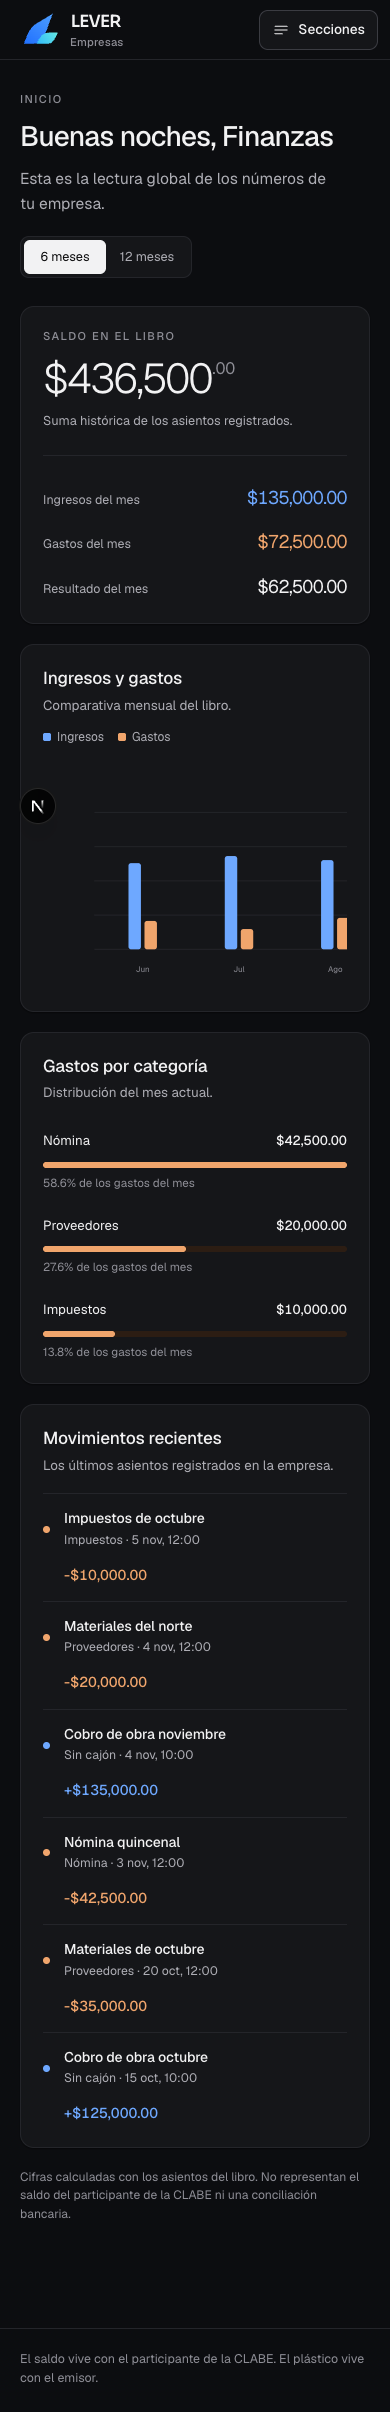 LEVER
Empresas
Secciones
INICIO
Buenas noches, Finanzas
Esta es la lectura global de los números de
tu empresa.
6 meses
12 meses
SALDO EN EL LIBRO
$436,500.00
Suma histórica de los asientos registrados.
Ingresos del mes
$135,000.00
Gastos del mes
$72,500.00
Resultado del mes
$62,500.00
Ingresos y gastos
Comparativa mensual del libro.
Ingresos
Gastos
N
Jun
Jul
Ago
Gastos por categoría
Distribución del mes actual.
Nómina
$42,500.00
58.6% de los gastos del mes
Proveedores
$20,000.00
27.6% de los gastos del mes
Impuestos
$10,000.00
13.8% de los gastos del mes
Movimientos recientes
Los últimos asientos registrados en la empresa.
Impuestos de octubre
Impuestos · 5 nov, 12:00
-$10,000.00
Materiales del norte
Proveedores · 4 nov, 12:00
-$20,000.00
Cobro de obra noviembre
Sin cajón · 4 nov, 10:00
+$135,000.00
Nómina quincenal
Nómina · 3 nov, 12:00
-$42,500.00
Materiales de octubre
Proveedores · 20 oct, 12:00
-$35,000.00
Cobro de obra octubre
Sin cajón · 15 oct, 10:00
+$125,000.00
Cifras calculadas con los asientos del libro. No representan el
saldo del participante de la CLABE ni una conciliación
bancaria.
El saldo vive con el participante de la CLABE. El plástico vive
con el emisor.